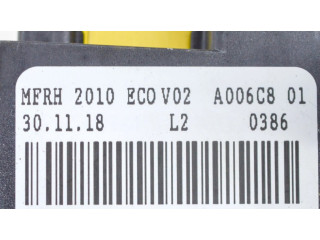 MFRH 2010 ECO V02 A006C8 01
30.11.18 L2 0386